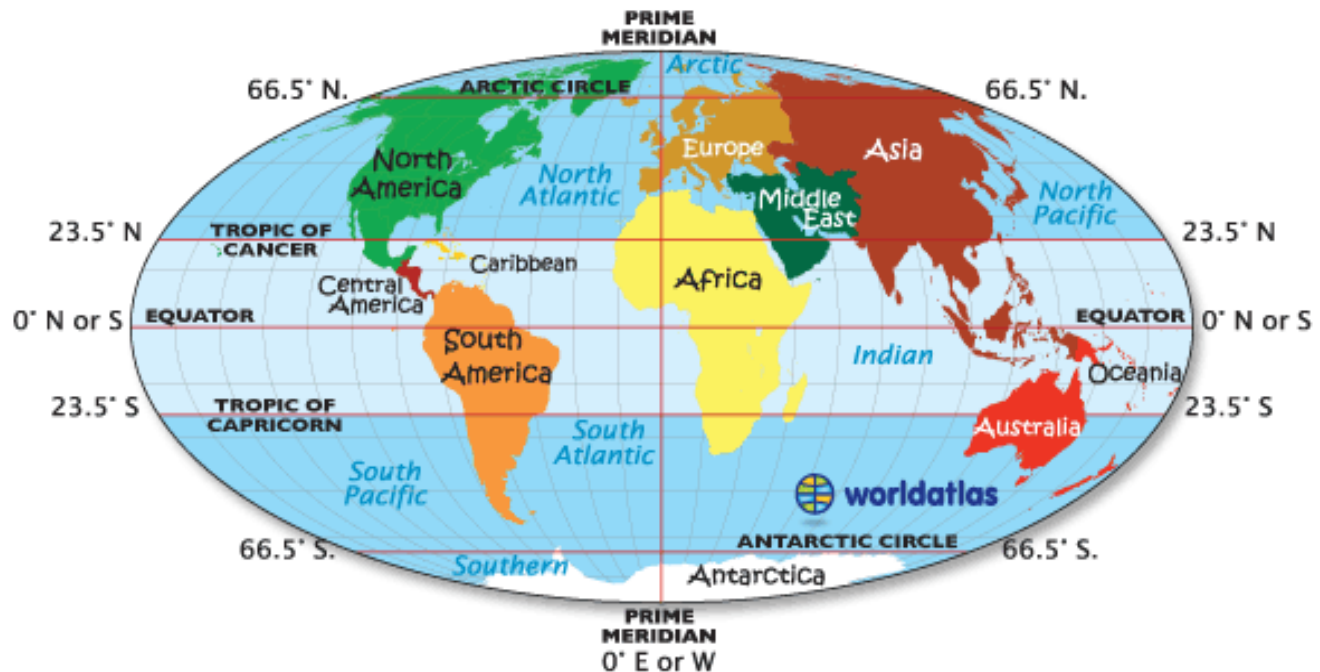 PRIME
MERIDIAN
Arctic
66.5° N.
ARCTIC CIRCLE
66.5° N.
North
America
Europe
Asia
North
Atlantic
Middle
East
North
Pacific
23.5° N
TROPIC OF
CANCER
23.5° N
Caribbean
Central
America
Africa
0° N or S
EQUATOR
EQUATOR
0° N or S
South
America
Indian
Oceania
23.5° S
TROPIC OF
CAPRICORN
23.5° S
Australia
South
Atlantic
South
Pacific
worldatlas
66.5° S.
ANTARCTIC CIRCLE
66.5° S.
Southern
Antarctica
PRIME
MERIDIAN
0° E or W